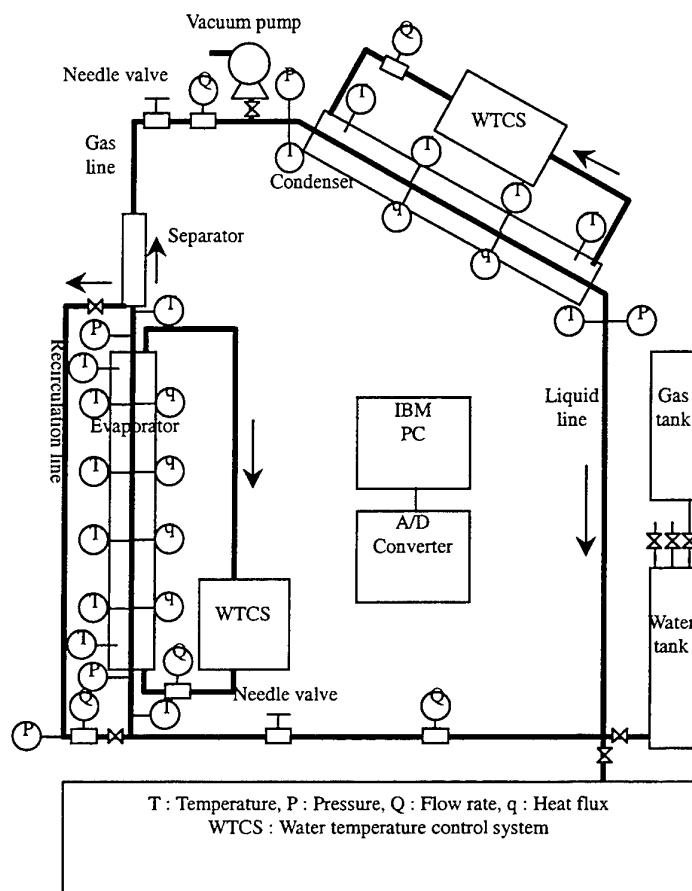 Vacuum pump
Q
Needle valve
Q
P
WTCS
T
Gas
line
T
T
Condenser
T
q
T
Separator
q
T
T
P
P
T
Recirculation line
T
q
Evaporator
Liquid
line
IBM
PC
Gas
tank
T
q
A/D
Converter
T
q
T
q
WTCS
Water
tank
T
Q
P
Needle valve
Q
T
Q
P
T : Temperature, P : Pressure, Q : Flow rate, q : Heat flux
WTCS : Water temperature control system